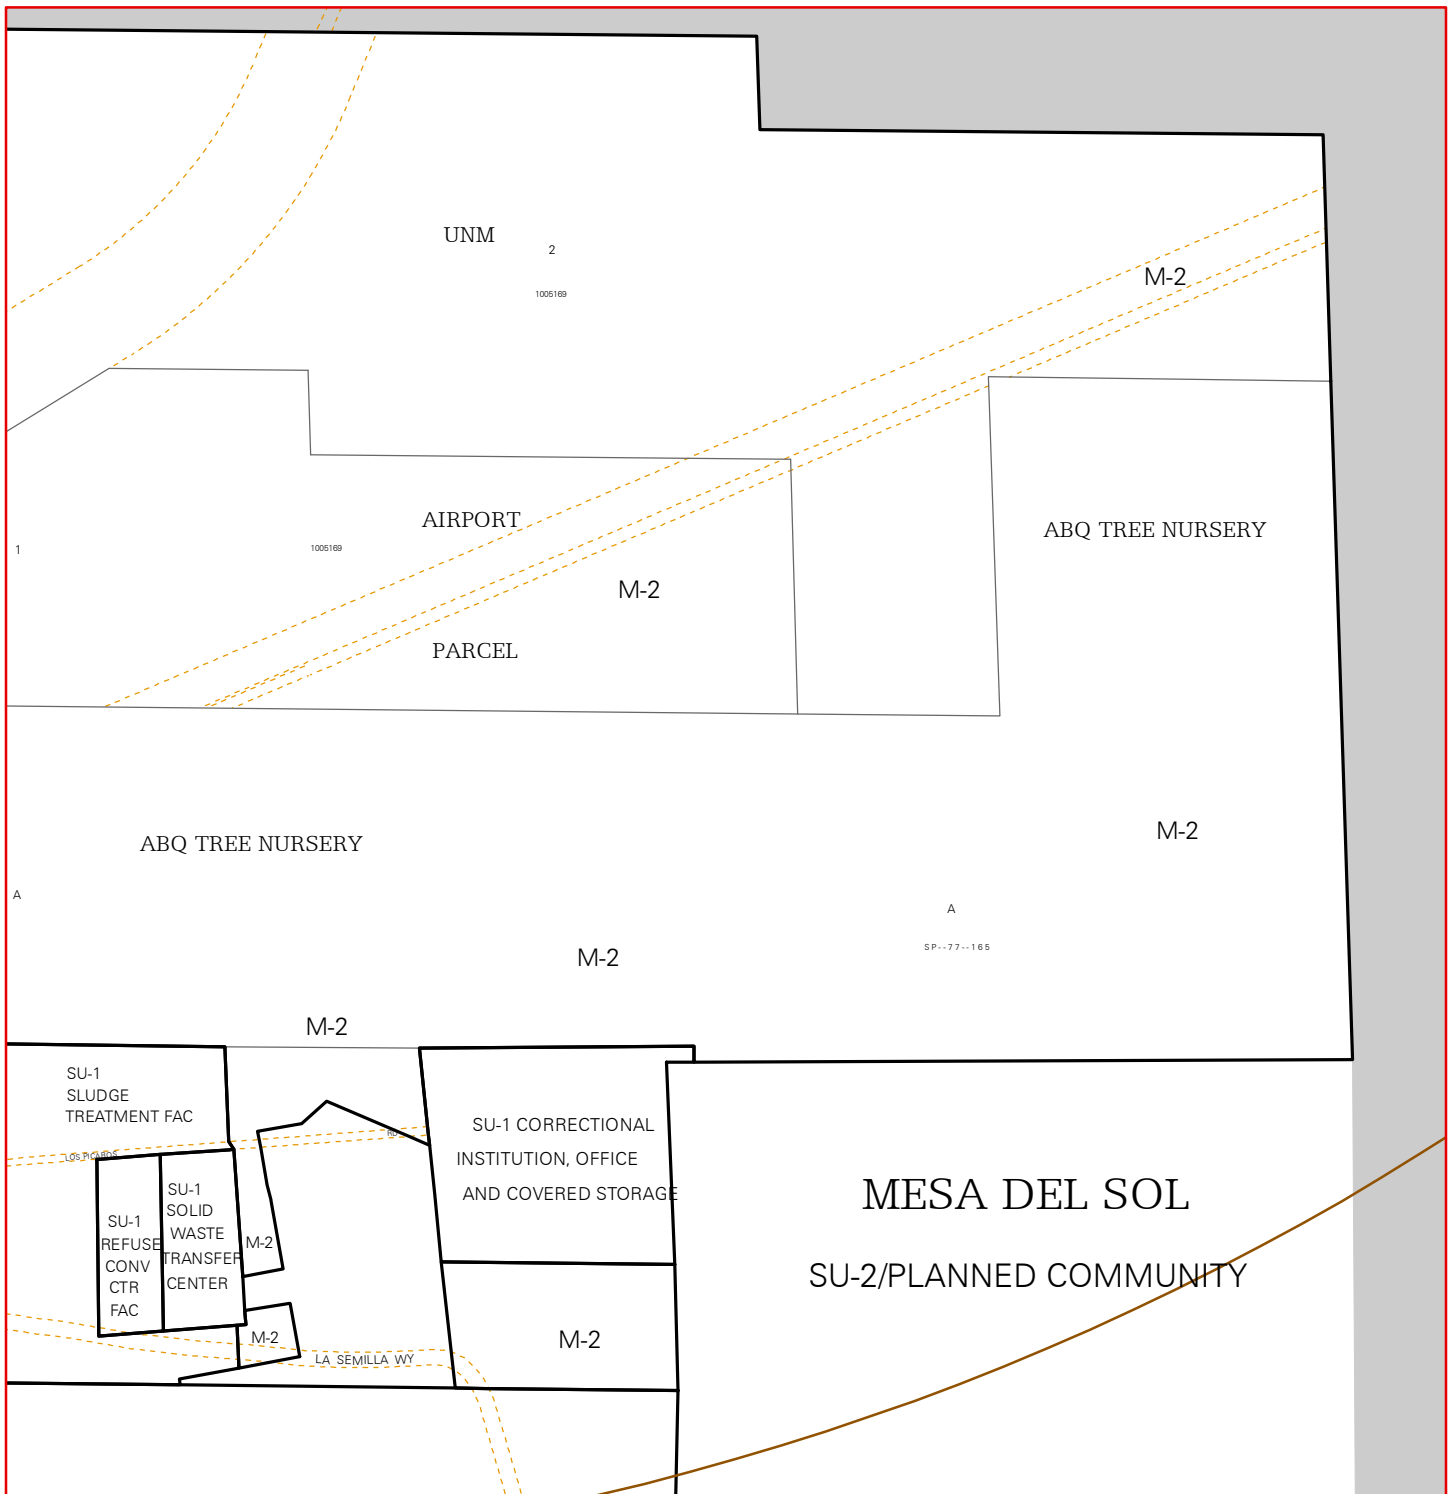 UNM
2
M-2
1005169
AIRPORT
ABQ TREE NURSERY
1
1005169
M-2
PARCEL
M-2
ABQ TREE NURSERY
A
A
SP--77--165
M-2
M-2
SU-1
SLUDGE
TREATMENT FAC
LOS PICAROS
RD
SU-1 CORRECTIONAL
INSTITUTION, OFFICE
AND COVERED STORAGE
SU-1
SOLID
WASTE
TRANSFER
CENTER
SU-1
REFUSE
CONV
CTR
FAC
M-2
MESA DEL SOL
SU-2/PLANNED COMMUNITY
M-2
M-2
LA SEMILLA WY